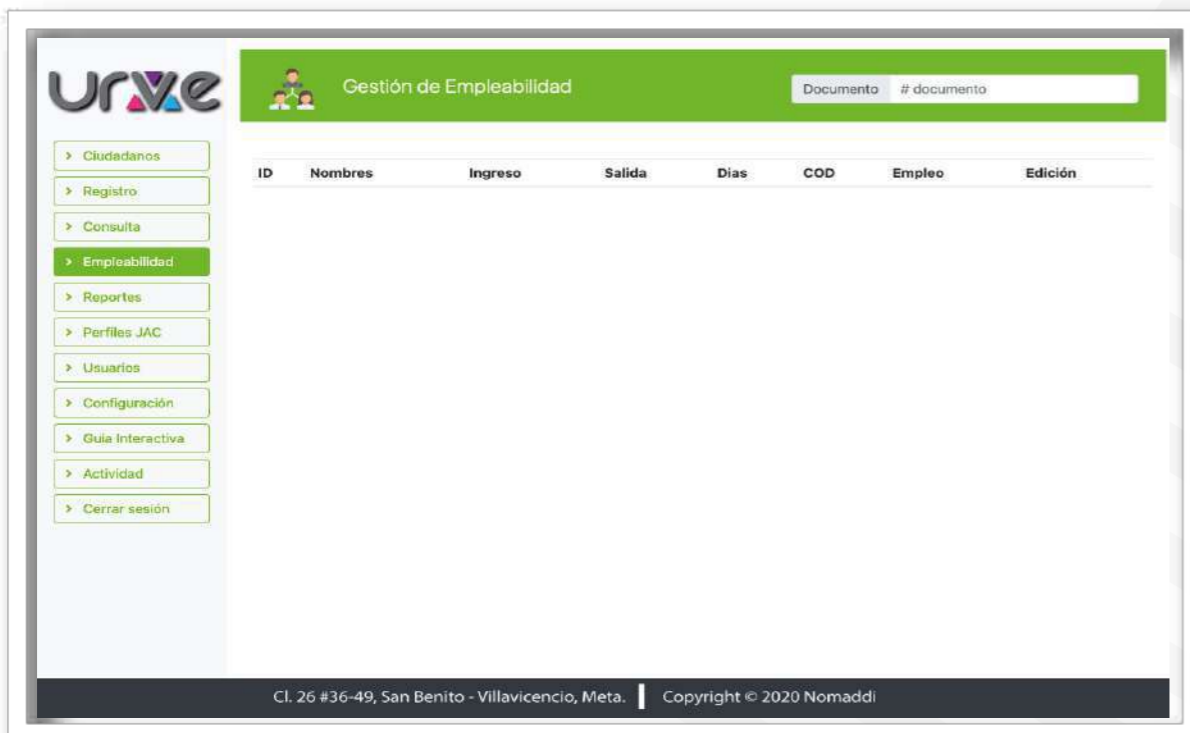 urve
Gestión de Empleabilidad
Documento # documento
> Ciudadanos
> Registro
> Consulta
> Empleabilidad
> Reportes
> Perfiles JAC
> Usuarios
> Configuración
> Guia Interactiva
> Actividad
> Cerrar sesión
ID Nombres Ingreso Salida Dias COD Empleo Edición
Cl. 26 #36-49, San Benito - Villavicencio, Meta. | Copyright © 2020 Nomaddi